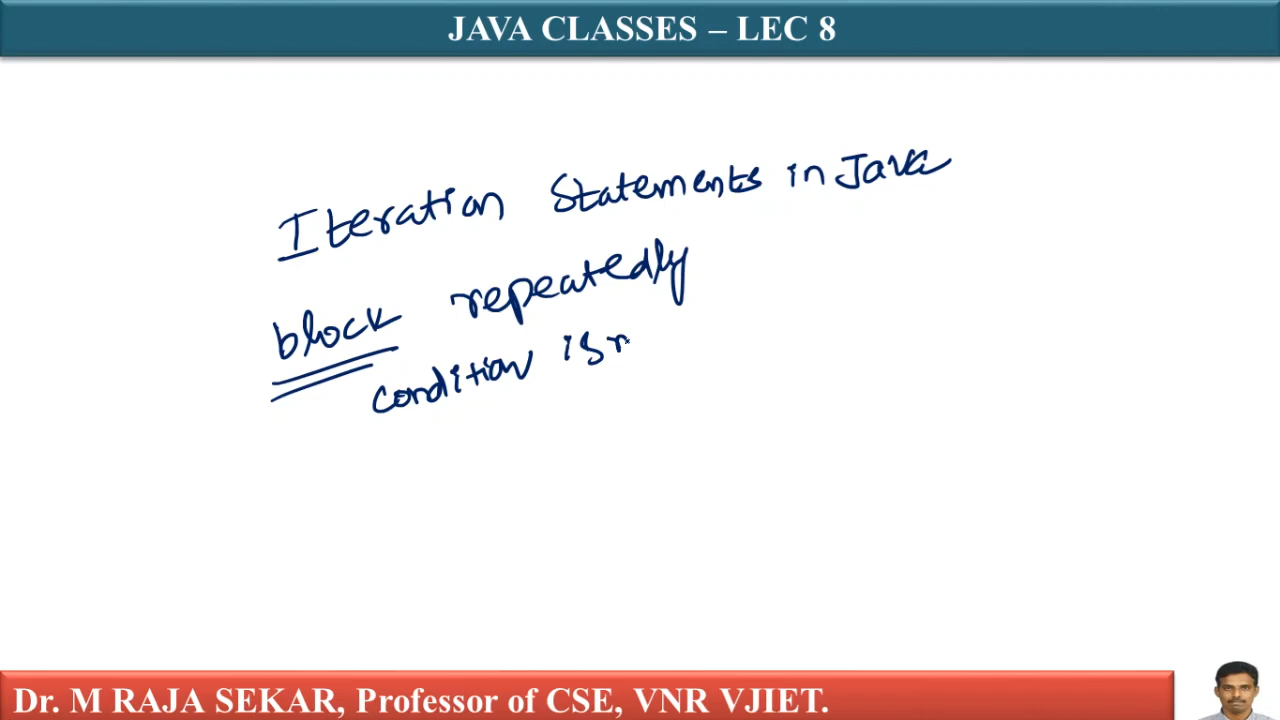 JAVA CLASSES – LEC 8
Iteration Statements in Java
block repeatedly
condition is
Dr. M RAJA SEKAR, Professor of CSE, VNR VJIET.